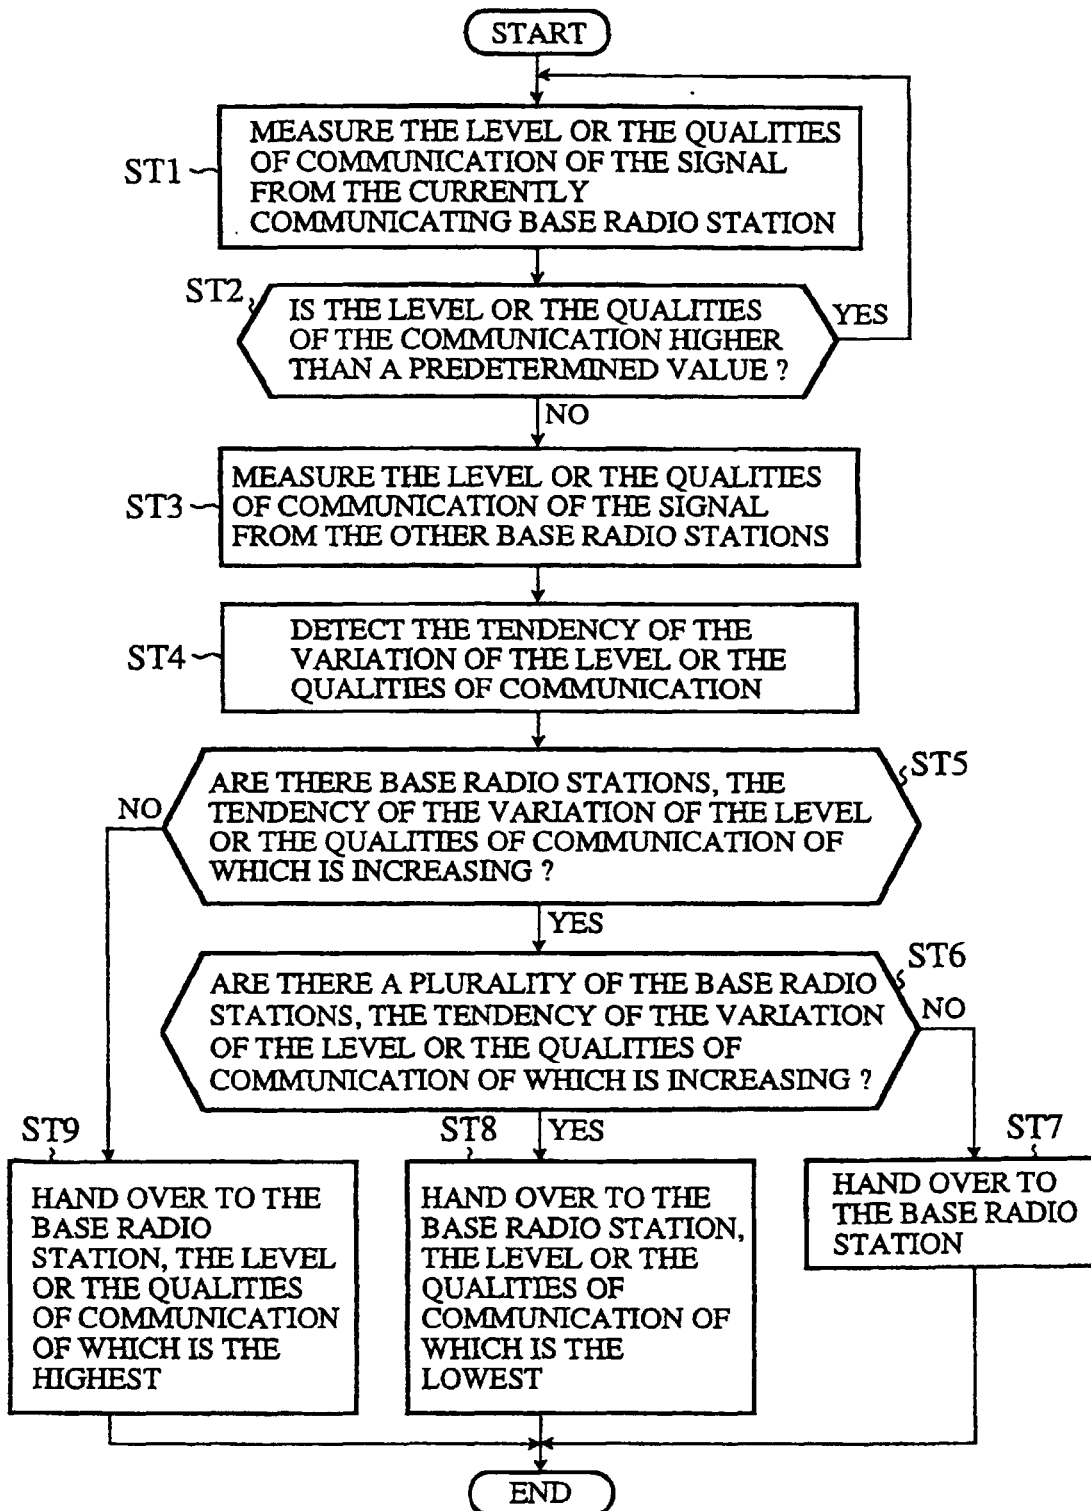 START
ST1
MEASURE THE LEVEL OR THE QUALITIES
OF COMMUNICATION OF THE SIGNAL
FROM THE CURRENTLY
COMMUNICATING BASE RADIO STATION
ST2
IS THE LEVEL OR THE QUALITIES
OF THE COMMUNICATION HIGHER
THAN A PREDETERMINED VALUE ?
YES
NO
ST3
MEASURE THE LEVEL OR THE QUALITIES
OF COMMUNICATION OF THE SIGNAL
FROM THE OTHER BASE RADIO STATIONS
ST4
DETECT THE TENDENCY OF THE
VARIATION OF THE LEVEL OR THE
QUALITIES OF COMMUNICATION
ST5
ARE THERE BASE RADIO STATIONS, THE
TENDENCY OF THE VARIATION OF THE LEVEL
OR THE QUALITIES OF COMMUNICATION OF
WHICH IS INCREASING ?
NO
YES
ST6
ARE THERE A PLURALITY OF THE BASE RADIO
STATIONS, THE TENDENCY OF THE VARIATION
OF THE LEVEL OR THE QUALITIES OF
COMMUNICATION OF WHICH IS INCREASING ?
NO
YES
ST9
HAND OVER TO THE
BASE RADIO
STATION, THE LEVEL
OR THE QUALITIES
OF COMMUNICATION
OF WHICH IS THE
HIGHEST
ST8
HAND OVER TO THE
BASE RADIO STATION,
THE LEVEL OR THE
QUALITIES OF
COMMUNICATION OF
WHICH IS THE
LOWEST
ST7
HAND OVER TO
THE BASE RADIO
STATION
END